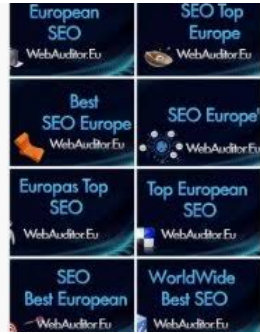 European
SEO
WebAuditor.Eu
SEO Top
Europe
WebAuditor.Eu
Best
SEO Europe
WebAuditor.Eu
SEO Europe'
WebAuditor.Eu
Europas Top
SEO
WebAuditor.Eu
Top European
SEO
WebAuditor.Eu
SEO
Best European
WebAuditor.Eu
WorldWide
Best SEO
WebAuditor.Eu